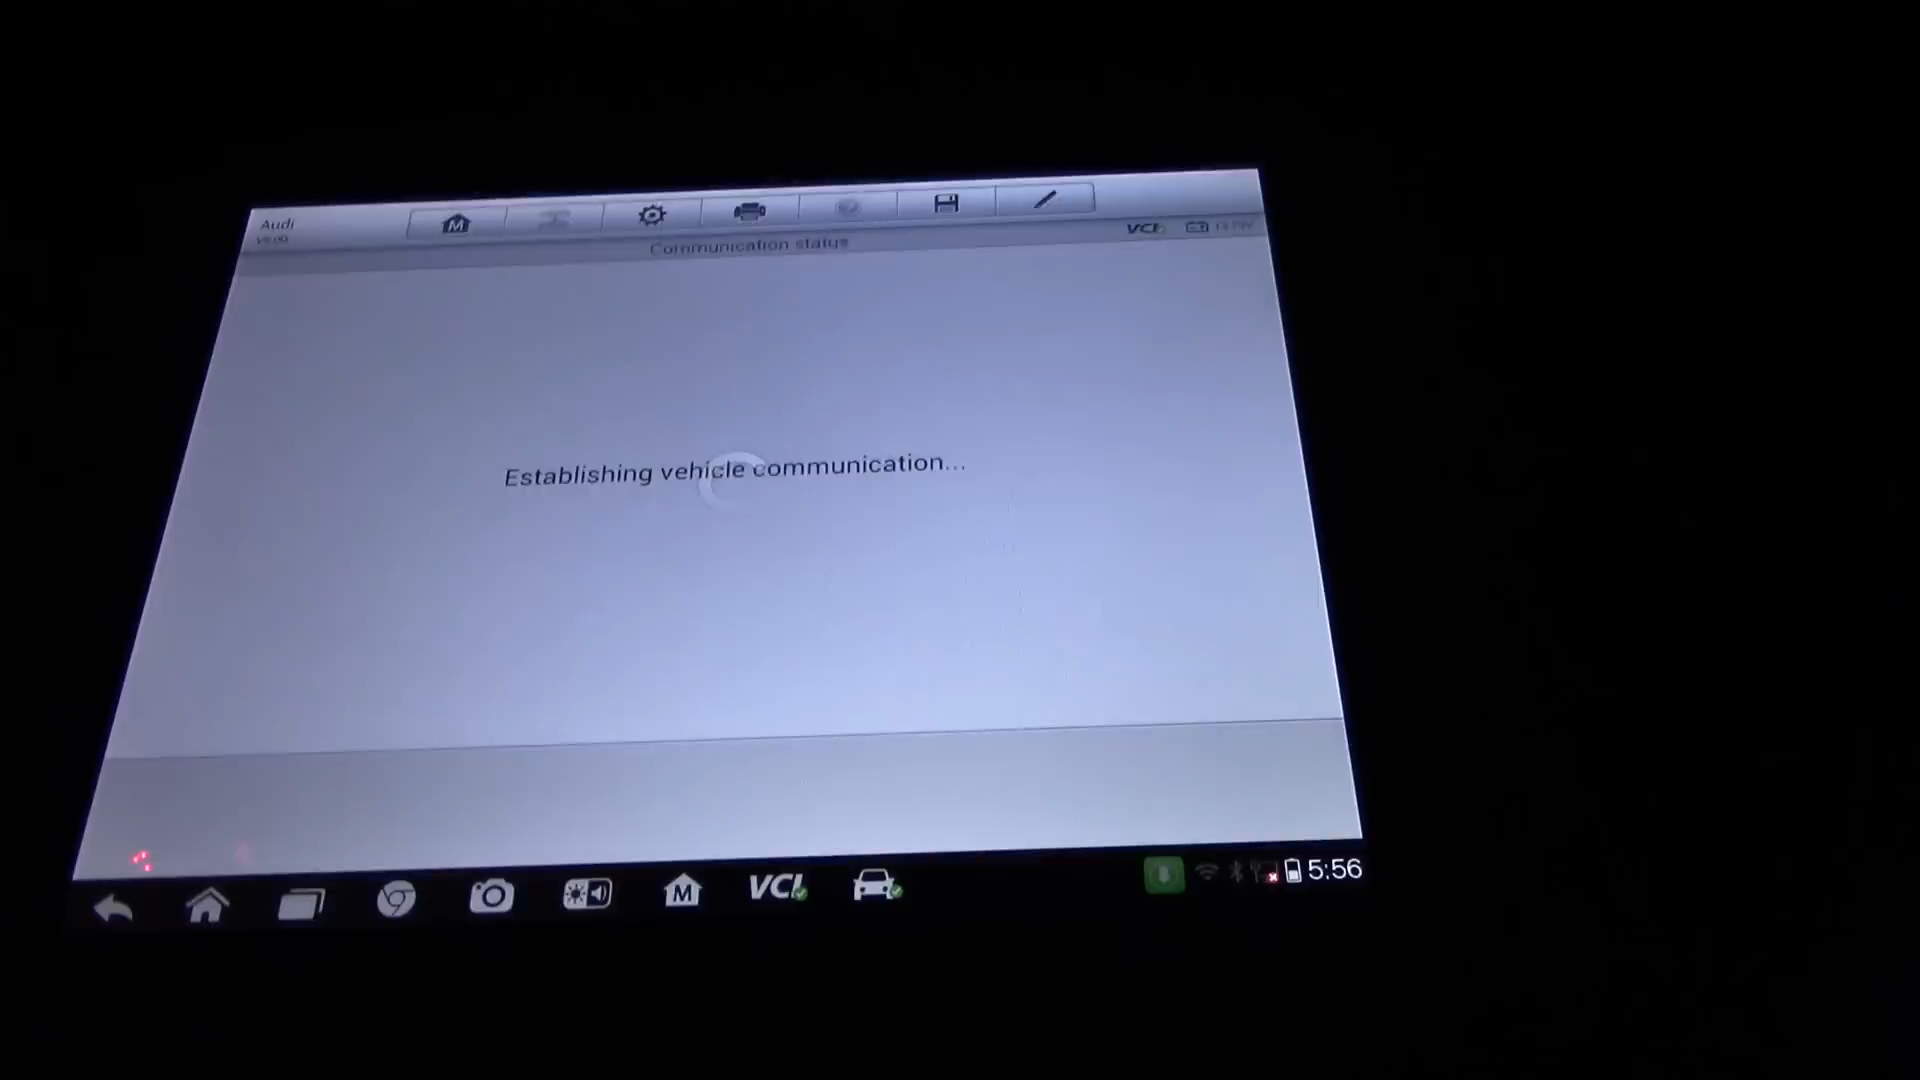 Audi
M
Communication status
VCI
Establishing vehicle communication...
M
VCI
5:56